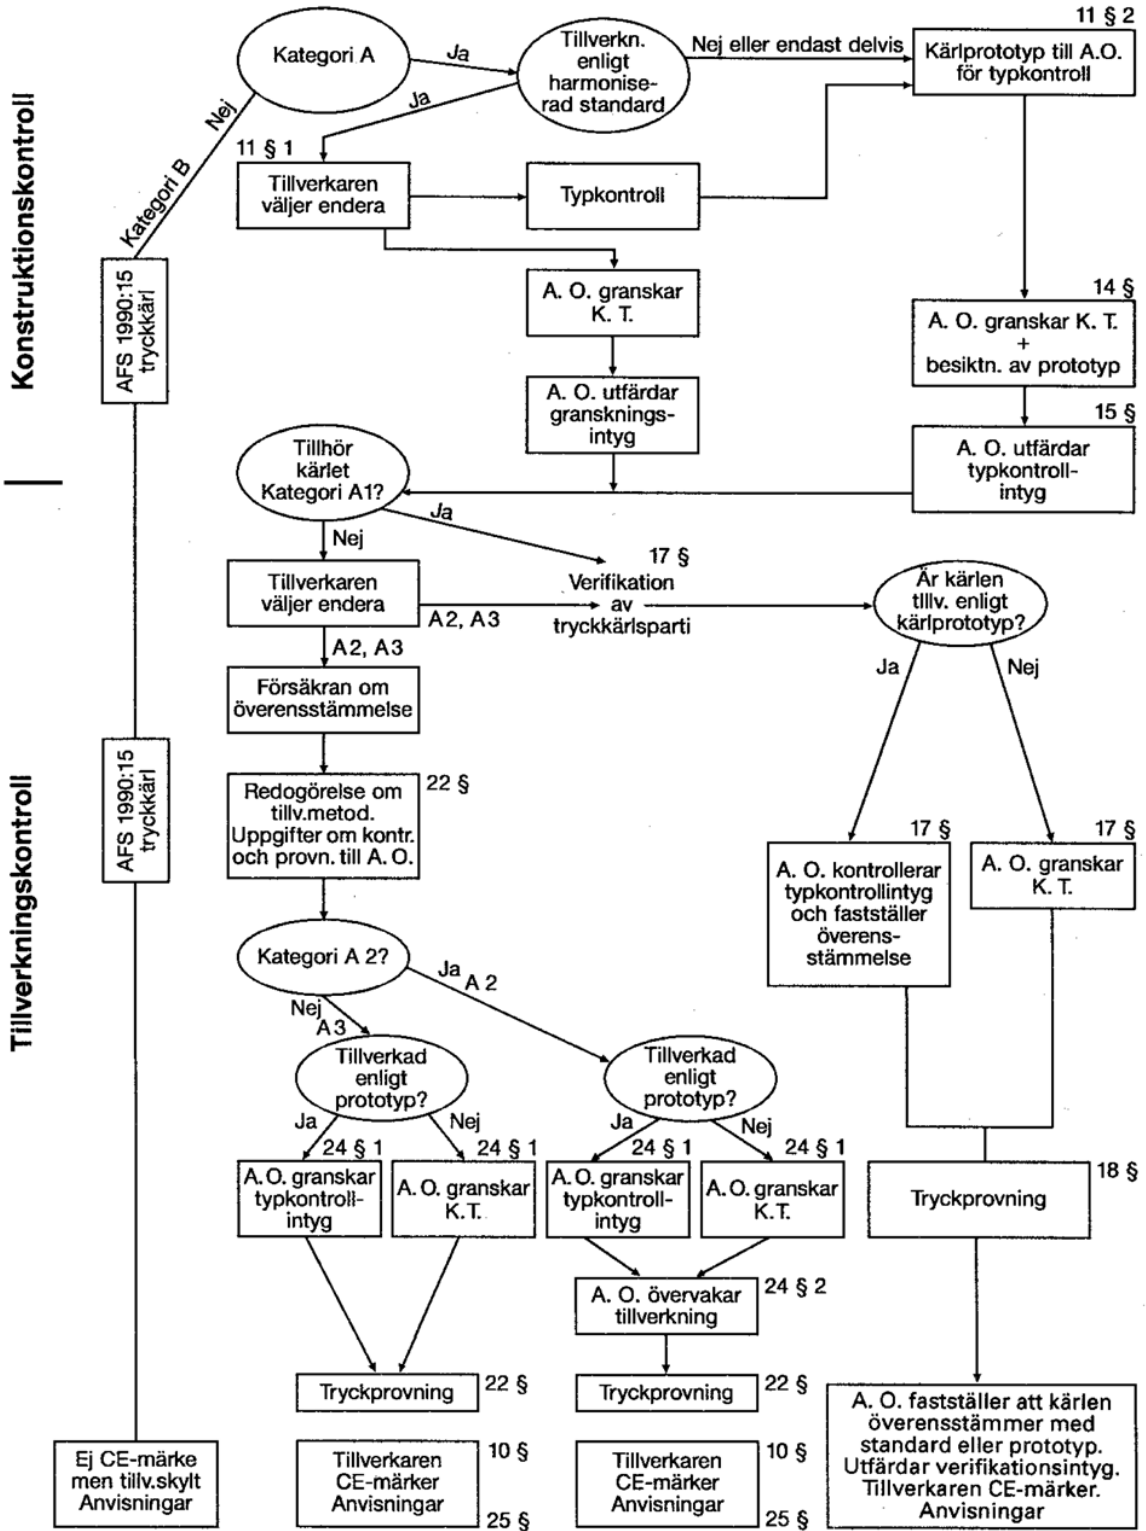 Konstruktionskontroll
Tillverkningskontroll
Kategori A
Ja
Tillverkn.
enligt
harmonise-
rad standard
Nej eller endast delvis
11 § 2
Kärlprototyp till A.O.
för typkontroll
Nej
Kategori B
Ja
11 § 1
Tillverkaren
väljer endera
Typkontroll
AFS 1990:15
tryckkärl
A. O. granskar
K. T.
14 §
A. O. granskar K. T.
+
besiktn. av prototyp
A. O. utfärdar
gransknings-
intyg
15 §
A. O. utfärdar
typkontroll-
intyg
Tillhör
kärlet
Kategori A1?
Ja
Nej
Tillverkaren
väljer endera
A2, A3
17 §
Verifikation
av
tryckkärlsparti
Är kärlen
tllv. enligt
kärlprototyp?
A2, A3
Ja
Nej
Försäkran om
överensstämmelse
AFS 1990:15
tryckkärl
Redogörelse om
tillv.metod.
Uppgifter om kontr.
och provn. till A. O.
22 §
17 §
A. O. kontrollerar
typkontrollintyg
och fastställer
överens-
stämmelse
17 §
A. O. granskar
K. T.
Kategori A 2?
Ja
A 2
Nej
A3
Tillverkad
enligt
prototyp?
Tillverkad
enligt
prototyp?
Ja
Nej
Ja
Nej
24 § 1
A. O. granskar
typkontroll-
intyg
24 § 1
A. O. granskar
K.T.
24 § 1
A. O. granskar
typkontroll-
intyg
24 § 1
A. O. granskar
K.T.
18 §
Tryckprovning
A. O. övervakar
tillverkning
24 § 2
Tryckprovning
22 §
Tryckprovning
22 §
Ej CE-märke
men tillv.skylt
Anvisningar
Tillverkaren
CE-märker
Anvisningar
10 §
25 §
Tillverkaren
CE-märker
Anvisningar
10 §
25 §
A. O. fastställer att kärlen
överensstämmer med
standard eller prototyp.
Utfärdar verifikationsintyg.
Tillverkaren CE-märker.
Anvisningar